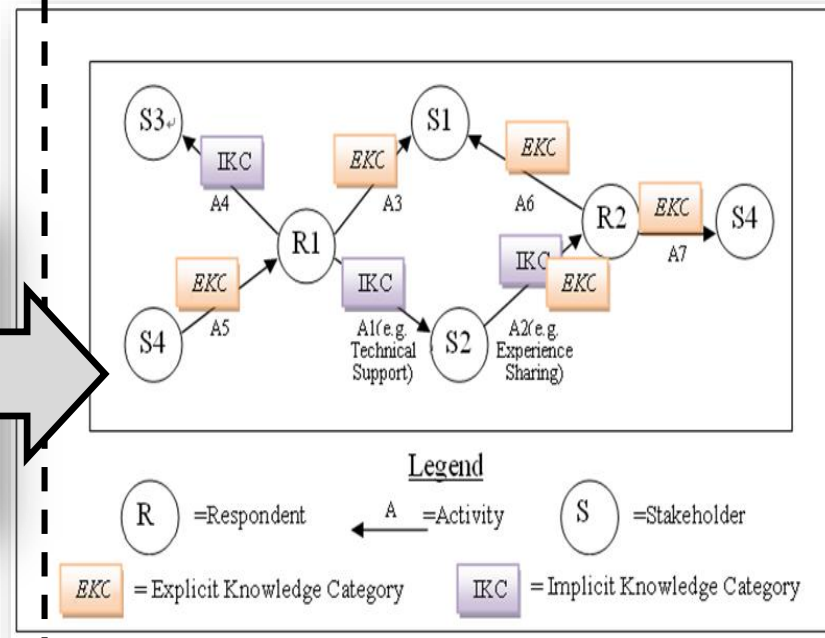 S3
IKC
A4
EKC
A3
S1
EKC
A6
R1
R2
EKC
A7
S4
EKC
A5
S4
IKC
A1(e.g.
Technical
Support)
S2
IKC
EKC
A2(e.g.
Experience
Sharing)
Legend
R =Respondent
A =Activity
S =Stakeholder
EKC = Explicit Knowledge Category
IKC = Implicit Knowledge Category